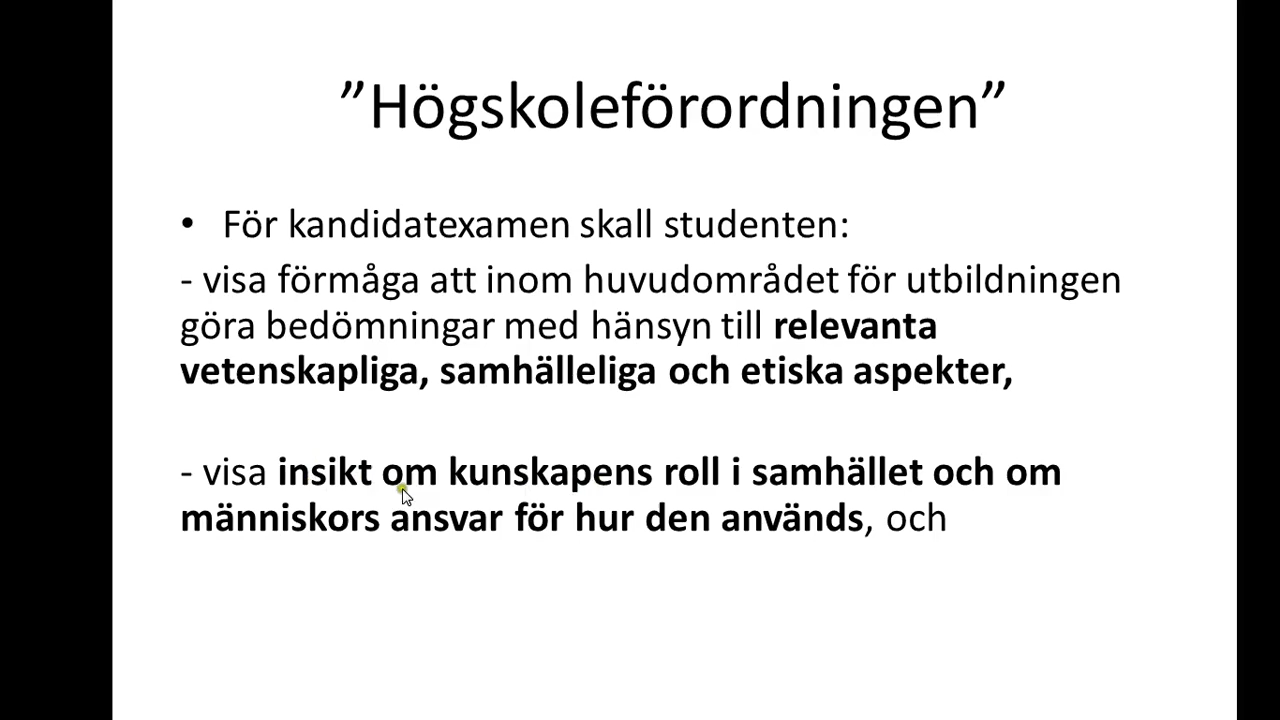 ”Högskoleförordningen”
• För kandidatexamen skall studenten:
- visa förmåga att inom huvudområdet för utbildningen
göra bedömningar med hänsyn till relevanta
vetenskapliga, samhälleliga och etiska aspekter,
- visa insikt om kunskapens roll i samhället och om
människors ansvar för hur den används, och